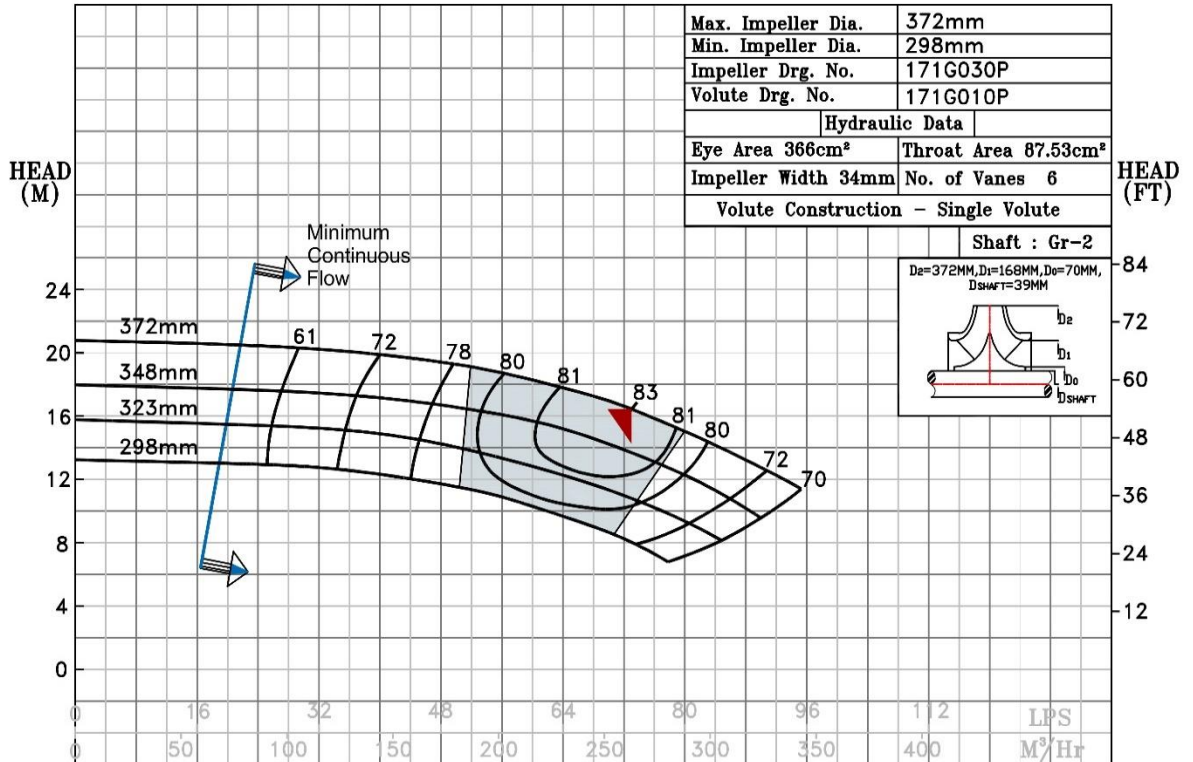 Max. Impeller Dia. 372mm
Min. Impeller Dia. 298mm
Impeller Drg. No. 171G030P
Volute Drg. No. 171G010P
Hydraulic Data
Eye Area 366cm² Throat Area 87.53cm²
Impeller Width 34mm No. of Vanes 6
Volute Construction – Single Volute
Shaft : Gr-2
D2=372MM,D1=168MM,D0=70MM,
DSHAFT=39MM
D2
D1
D0
DSHAFT
HEAD
(M)
HEAD
(FT)
Minimum
Continuous
Flow
24
20
16
12
8
4
0
84
72
60
48
36
24
12
372mm
348mm
323mm
298mm
61
72
78
80
81
83
81
80
72
70
0 16 32 48 64 80 96 112 LPS
0 50 100 150 200 250 300 350 400 M³/Hr